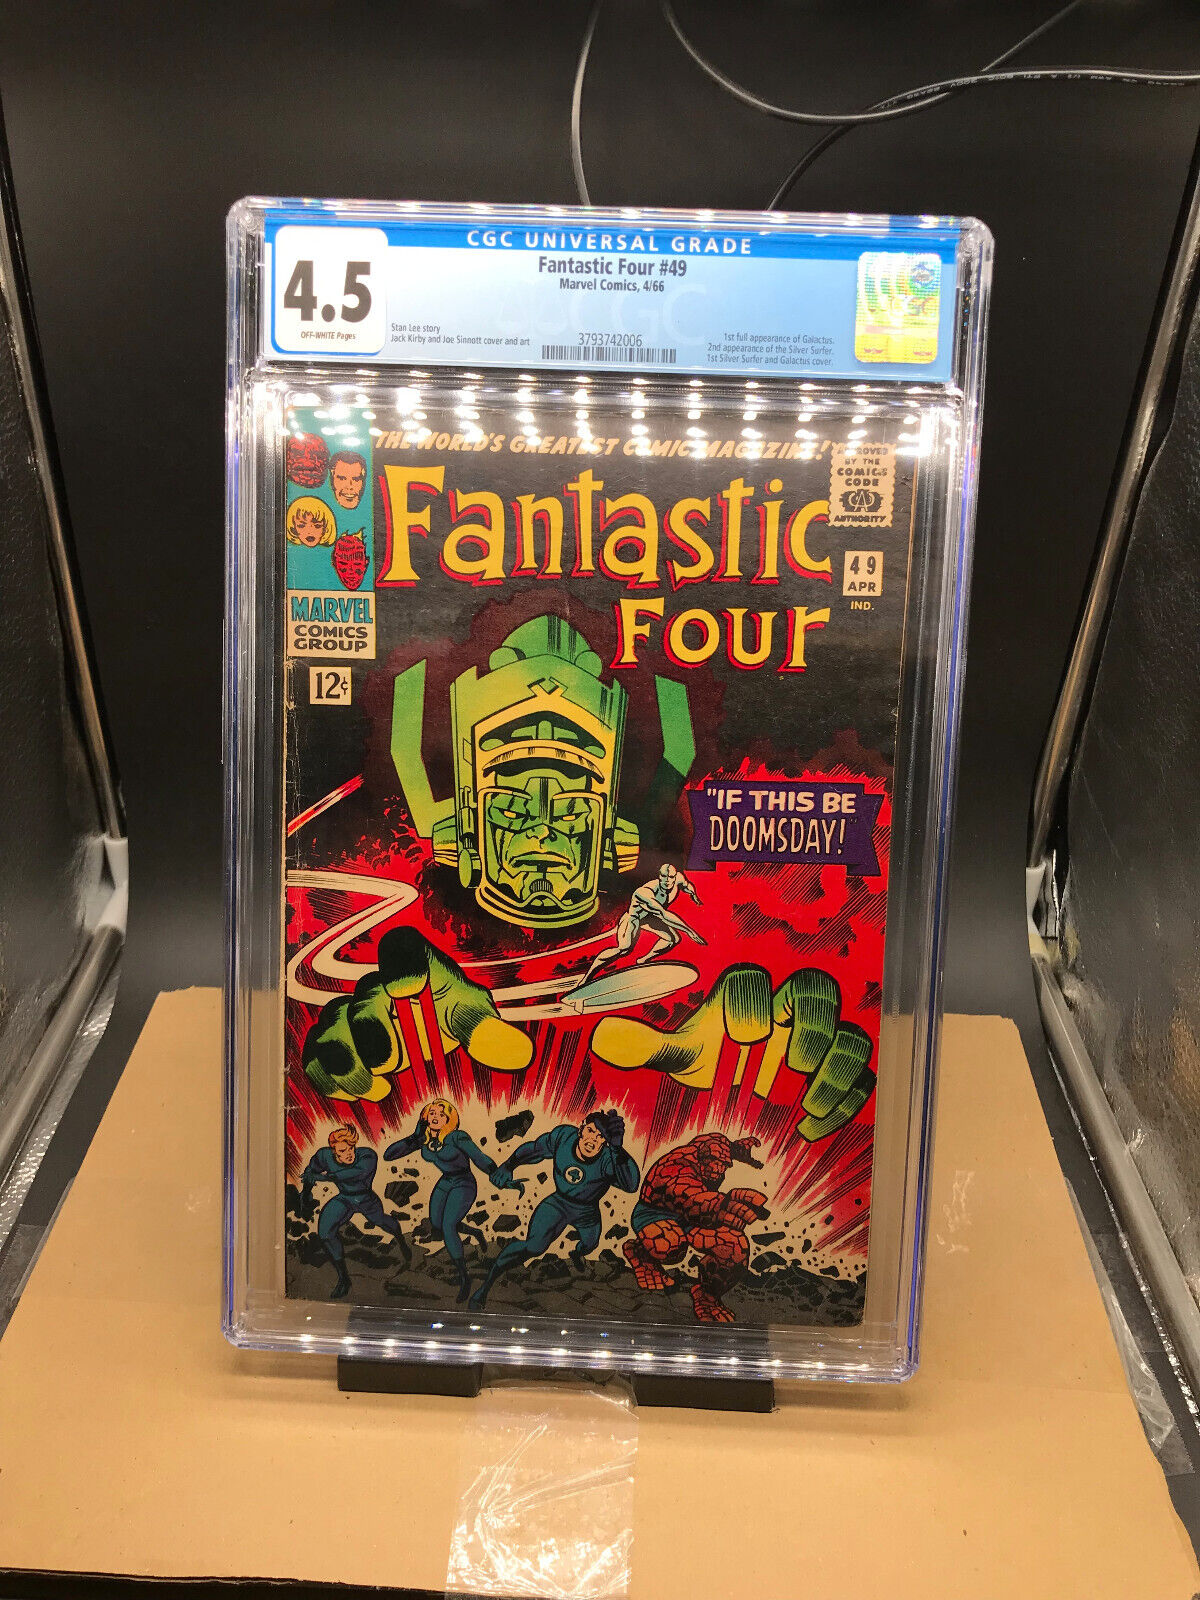 CGC UNIVERSAL GRADE
4.5
OFF-WHITE Pages
Fantastic Four #49
Marvel Comics, 4/66
Stan Lee story
Jack Kirby and Joe Sinnott cover and art
3793742006
1st full appearance of Galactus.
2nd appearance of the Silver Surfer.
1st Silver Surfer and Galactus cover.
THE WORLD'S GREATEST COMIC MAGAZINE!
APPROVED
BY THE
COMICS
CODE
CA
AUTHORITY
Fantastic
Four
49
APR
IND.
MARVEL
COMICS
GROUP
12¢
"IF THIS BE
DOOMSDAY!"
4